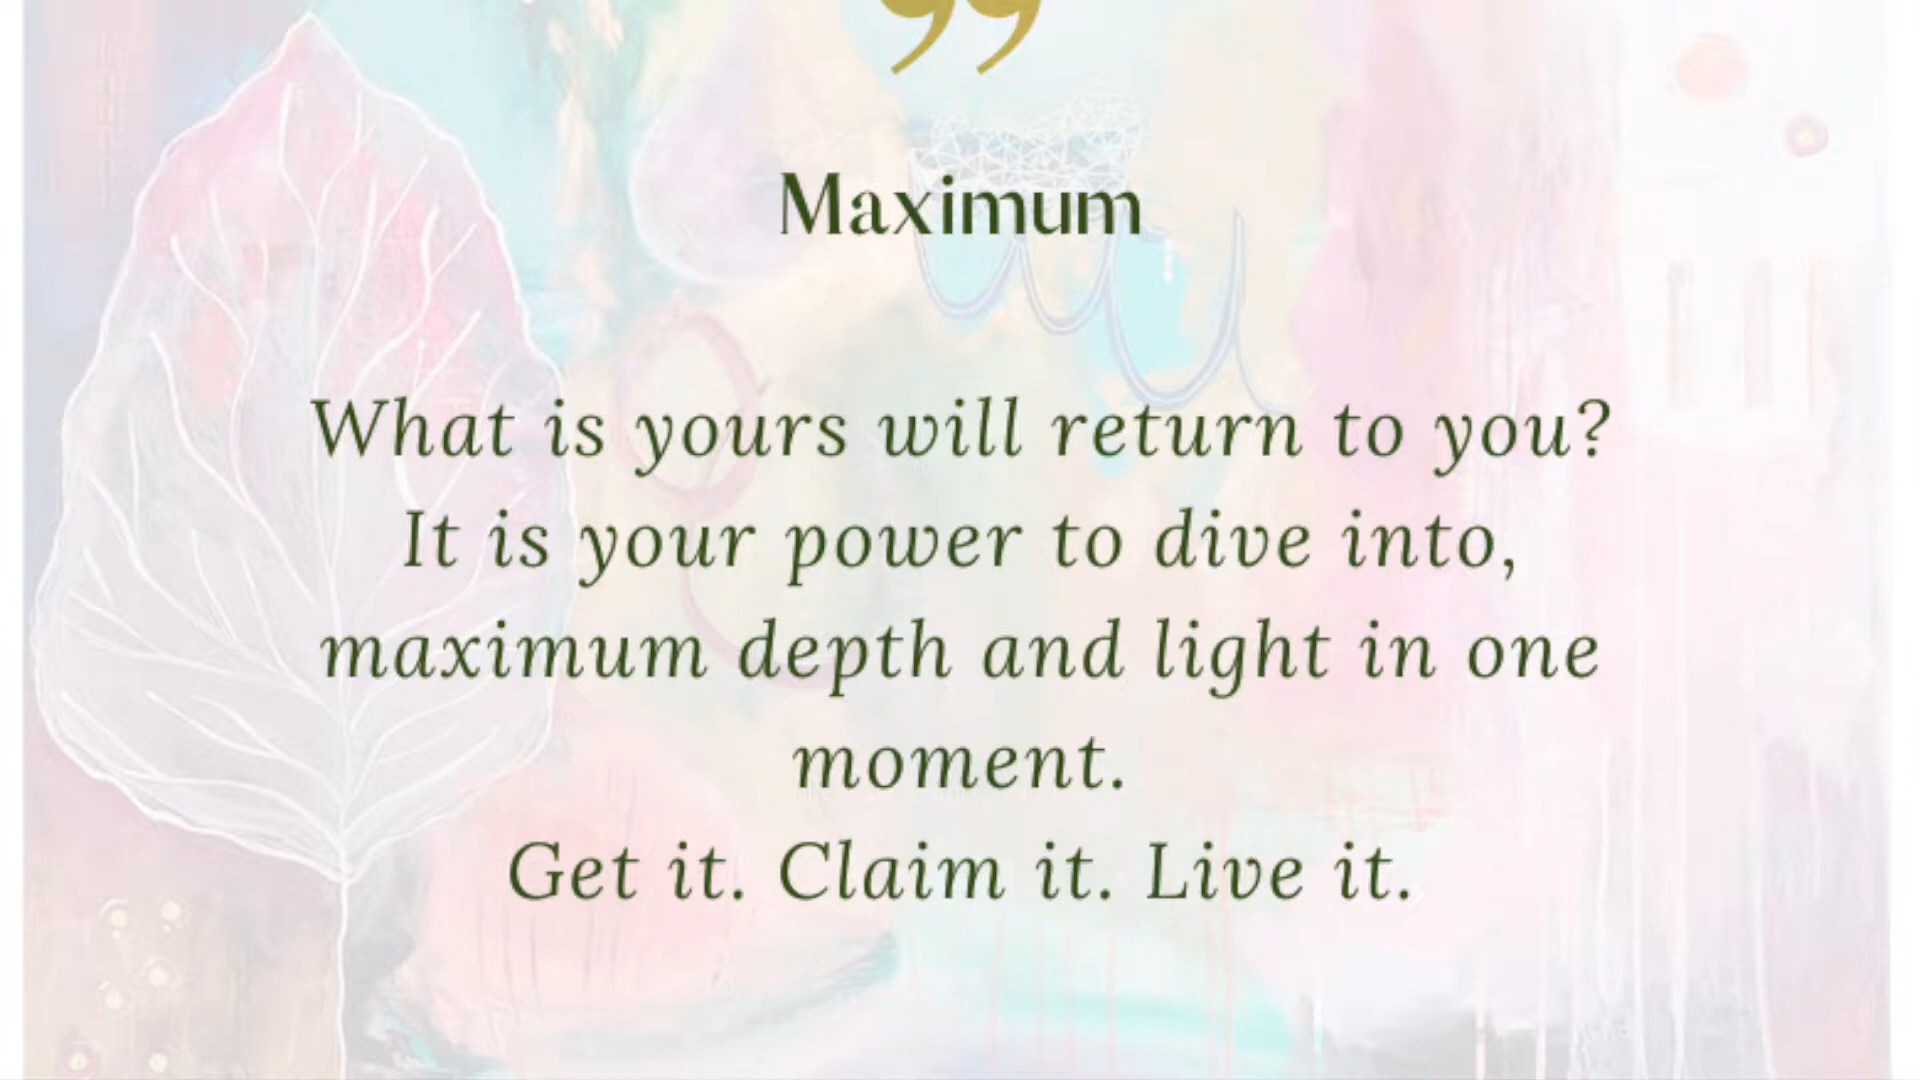 ”
Maximum
What is yours will return to you?
It is your power to dive into,
maximum depth and light in one
moment.
Get it. Claim it. Live it.